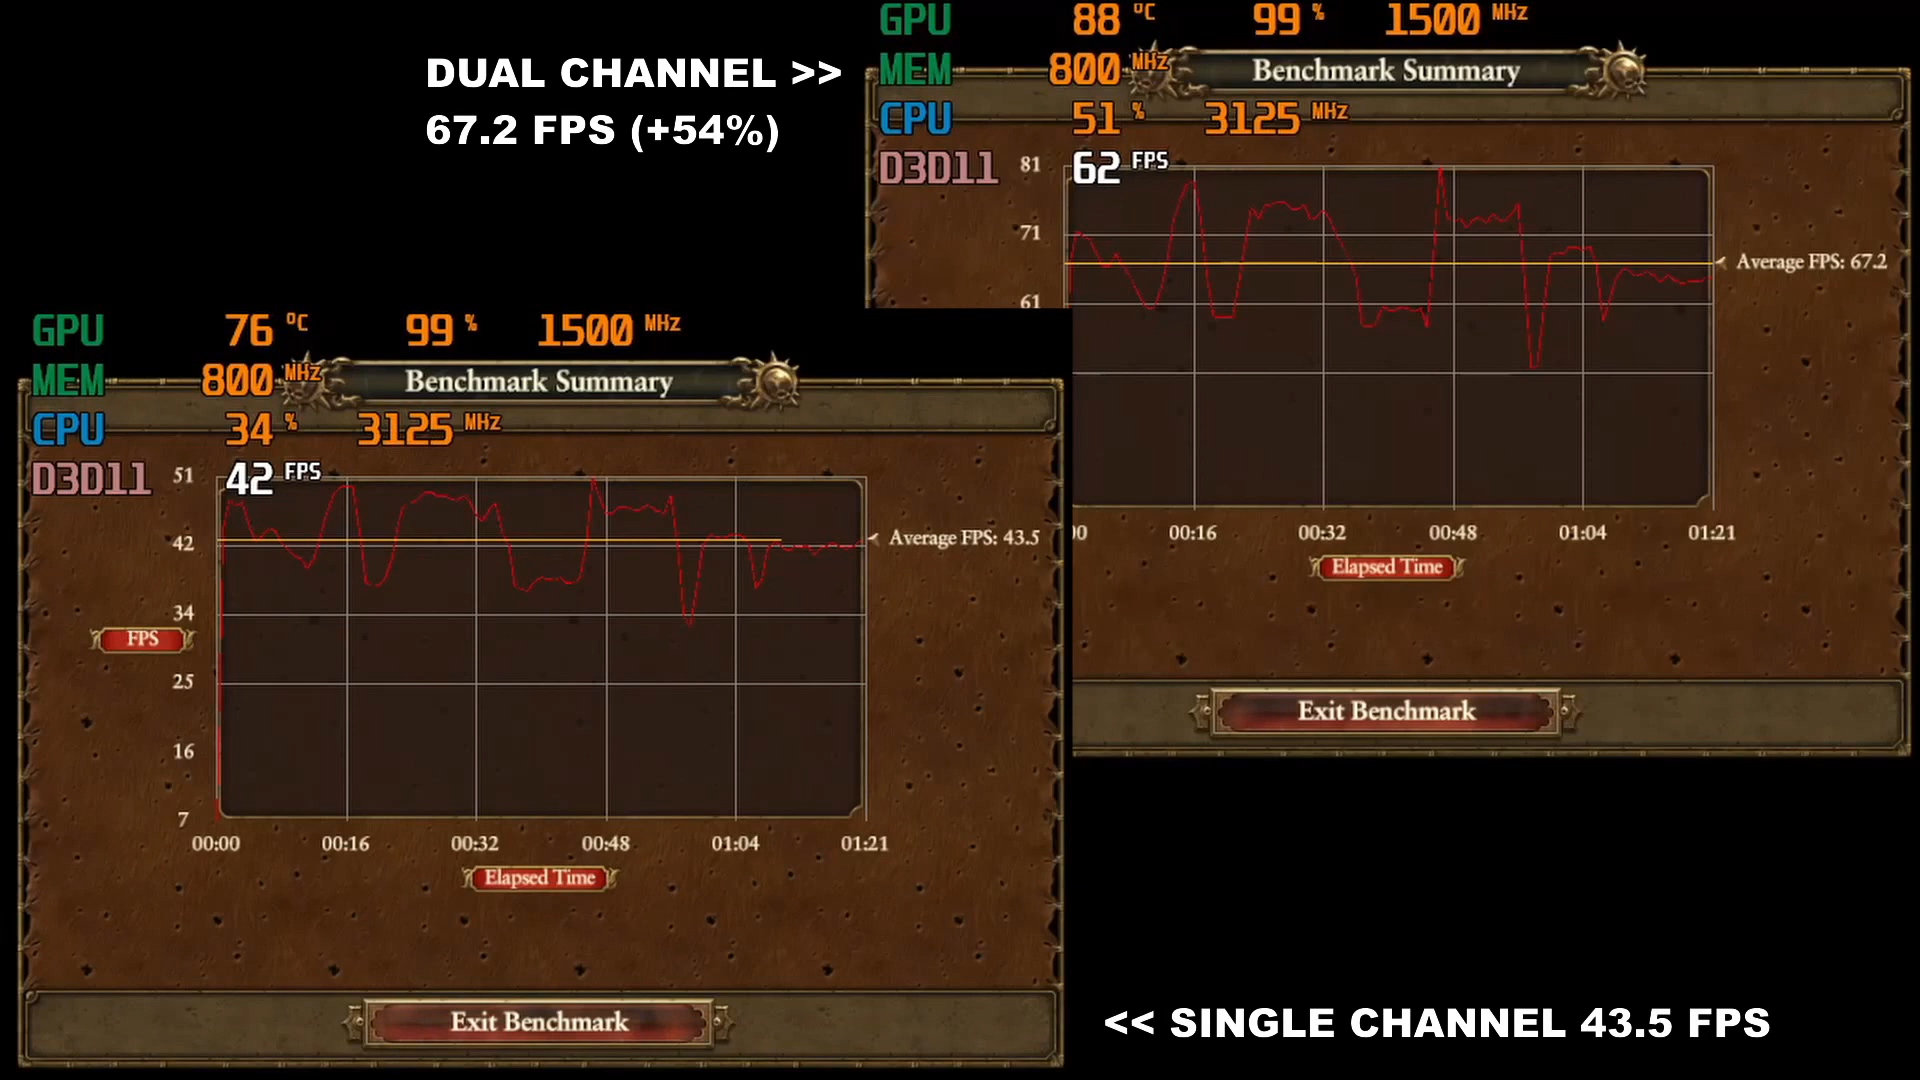 DUAL CHANNEL >>
67.2 FPS (+54%)
GPU 88 °C 99 % 1500 MHz
MEM 800 MHz
Benchmark Summary
CPU 51 % 3125 MHz
D3D11 62 FPS
81
71
61
Average FPS: 67.2
00:16 00:32 00:48 01:04 01:21
Elapsed Time
Exit Benchmark
GPU 76 °C 99 % 1500 MHz
MEM 800 MHz
Benchmark Summary
CPU 34 % 3125 MHz
D3D11 42 FPS
51
42
34
25
16
7
FPS
Average FPS: 43.5
00:00 00:16 00:32 00:48 01:04 01:21
Elapsed Time
Exit Benchmark
<< SINGLE CHANNEL 43.5 FPS